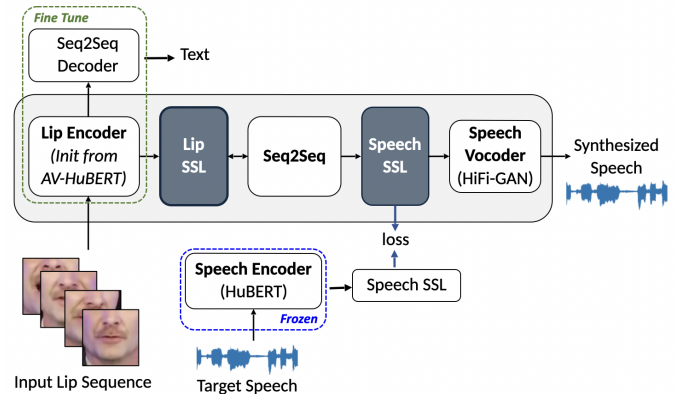 Fine Tune
Seq2Seq
Decoder
Text
Lip Encoder
(Init from
AV-HuBERT)
Lip
SSL
Seq2Seq
Speech
SSL
Speech
Vocoder
(HiFi-GAN)
Synthesized
Speech
loss
Speech Encoder
(HuBERT)
Frozen
Speech SSL
Input Lip Sequence
Target Speech